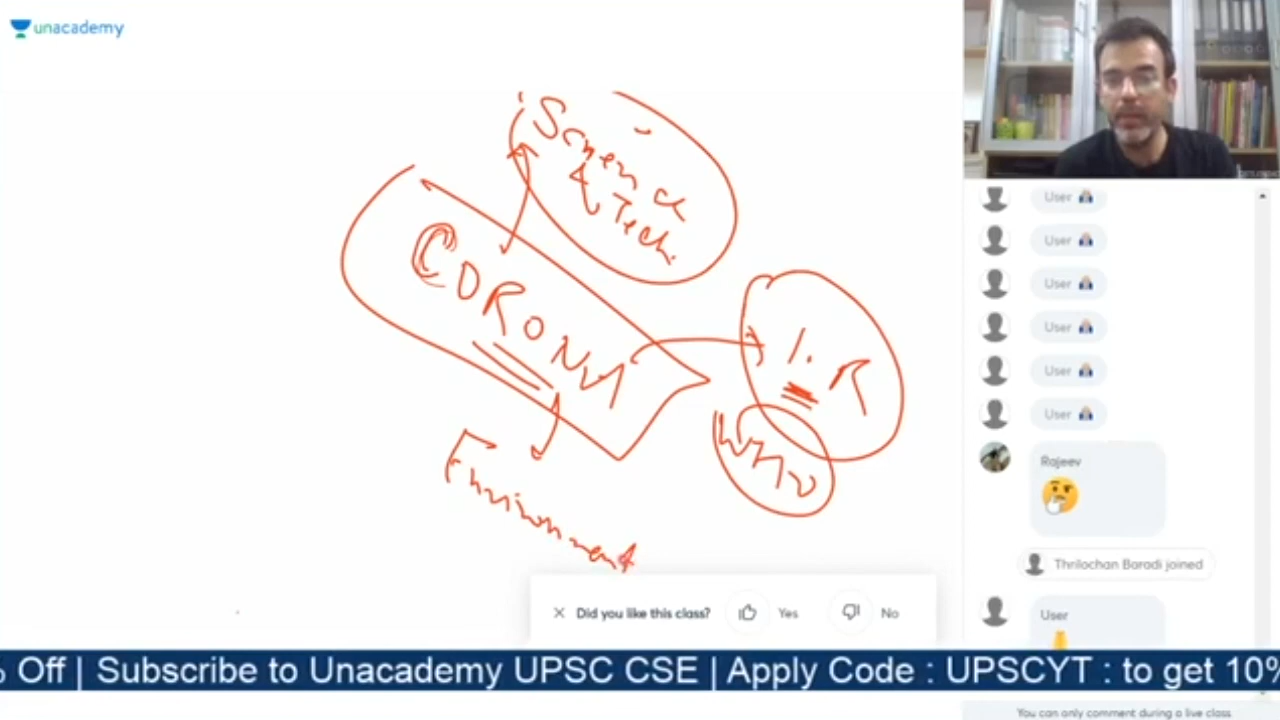 unacademy
Science
& Tech.
CORONA
I. R
WHO
Environment
User
User
User
User
User
User
Rajeev
Thrilochan Baradi joined
User
Did you like this class? Yes No
% Off | Subscribe to Unacademy UPSC CSE | Apply Code : UPSCYT : to get 10%
You can only comment during a live class.